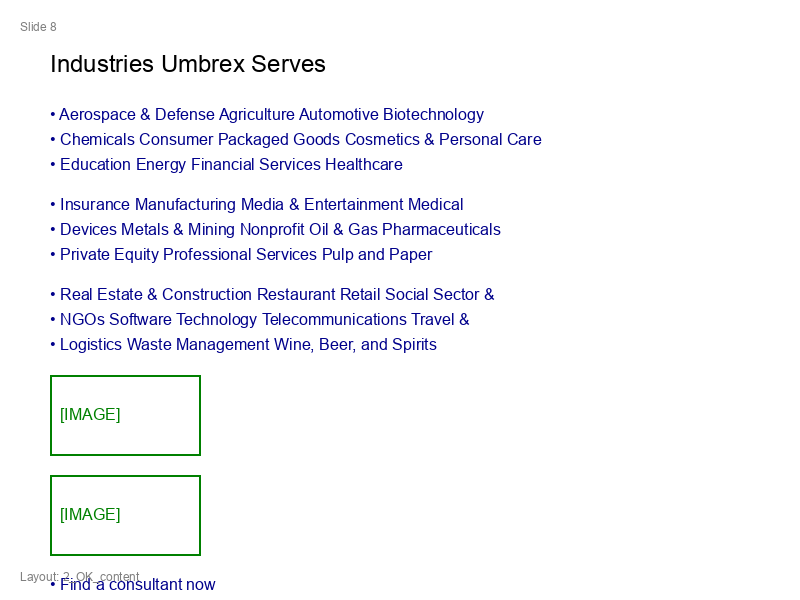 Slide 8
Industries Umbrex Serves
• Aerospace & Defense Agriculture Automotive Biotechnology
• Chemicals Consumer Packaged Goods Cosmetics & Personal Care
• Education Energy Financial Services Healthcare
• Insurance Manufacturing Media & Entertainment Medical
• Devices Metals & Mining Nonprofit Oil & Gas Pharmaceuticals
• Private Equity Professional Services Pulp and Paper
• Real Estate & Construction Restaurant Retail Social Sector &
• NGOs Software Technology Telecommunications Travel &
• Logistics Waste Management Wine, Beer, and Spirits
[IMAGE]
[IMAGE]
Layout: 2_OK_content
• Find a consultant now